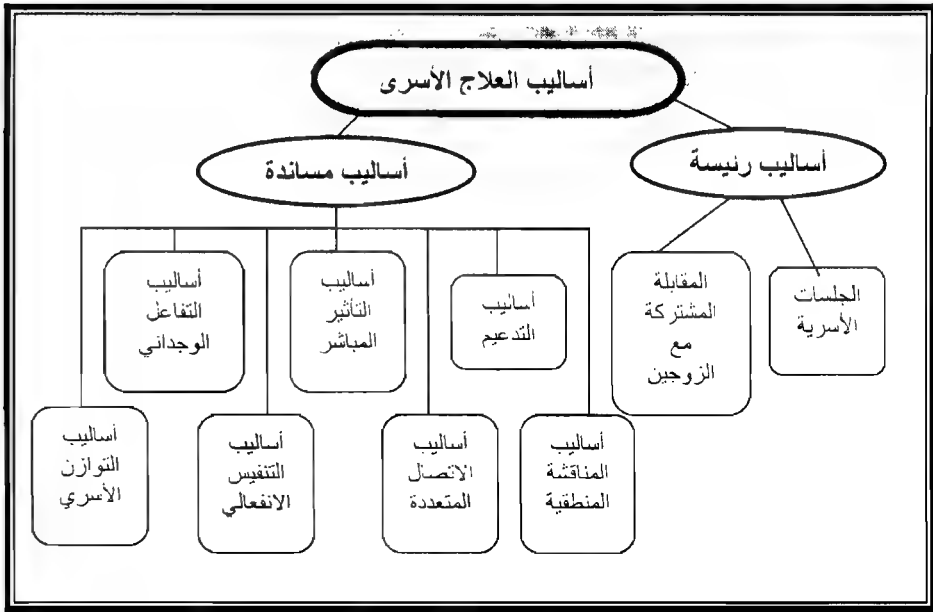 أساليب العلاج الأسرى
أساليب رئيسة
أساليب مساندة
الجلسات
الأسرية
المقابلة
المشتركة
مع
الزوجين
أساليب
التدعيم
أساليب
التأثير
المباشر
أساليب
التفاعل
الوجداني
أساليب
المناقشة
المنطقية
أساليب
الاتصال
المتعددة
أساليب
التنفيس
الانفعالي
أساليب
التوازن
الأسري